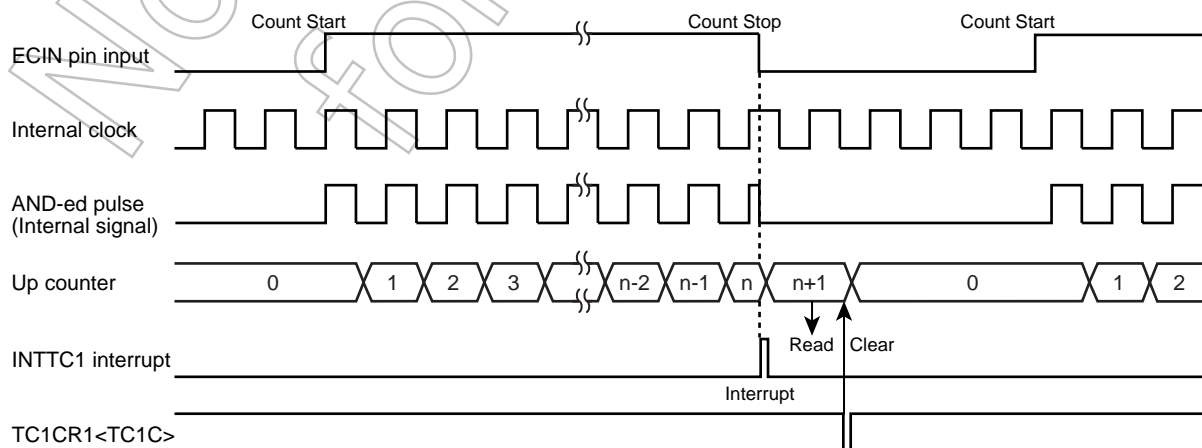 Count Start
Count Stop
Count Start
ECIN pin input
Internal clock
AND-ed pulse
(Internal signal)
Up counter
0
1
2
3
n-2
n-1
n
n+1
0
1
2
Read
Clear
INTTC1 interrupt
Interrupt
TC1CR1<TC1C>